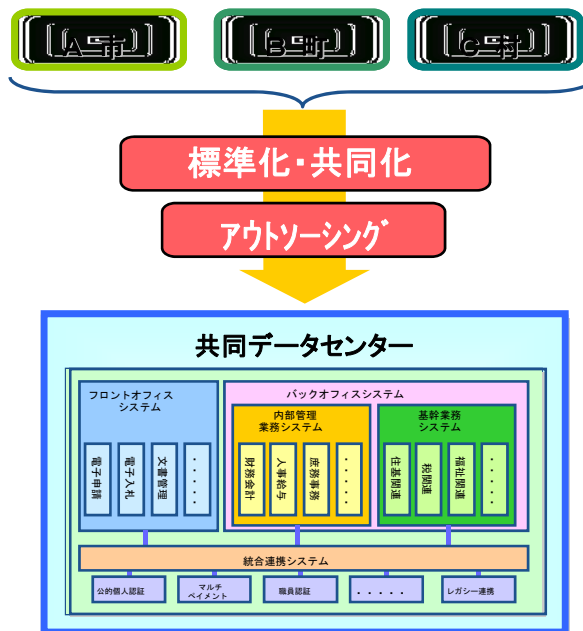 A市
B町
C村
標準化・共同化
アウトソーシング
共同データセンター
フロントオフィス
システム
電子申請
電子入札
文書管理
・・・・・
バックオフィスシステム
内部管理
業務システム
財務会計
人事給与
庶務事務
・・・・・
基幹業務
システム
住基関連
税関連
福祉関連
・・・・・
統合連携システム
公的個人認証
マルチ
ペイメント
職員認証
・・・・・
レガシー連携